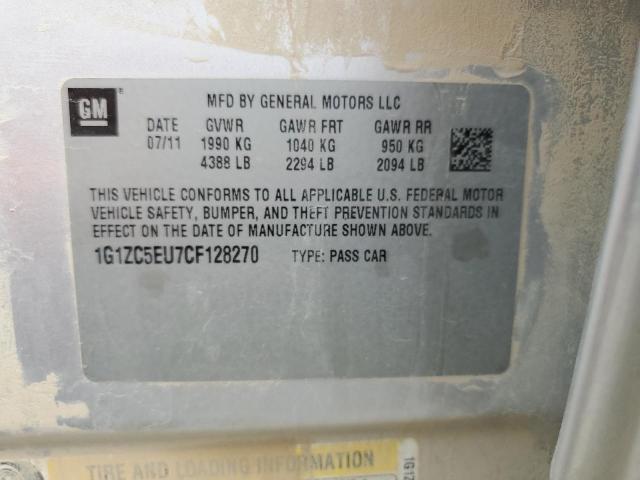 GM
MFD BY GENERAL MOTORS LLC
DATE GVWR GAWR FRT GAWR RR
07/11 1990 KG 1040 KG 950 KG
4388 LB 2294 LB 2094 LB
THIS VEHICLE CONFORMS TO ALL APPLICABLE U.S. FEDERAL MOTOR
VEHICLE SAFETY, BUMPER, AND THEFT PREVENTION STANDARDS IN
EFFECT ON THE DATE OF MANUFACTURE SHOWN ABOVE.
1G1ZC5EU7CF128270 TYPE: PASS CAR
TIRE AND LOADING INFORMATION
1G1Z